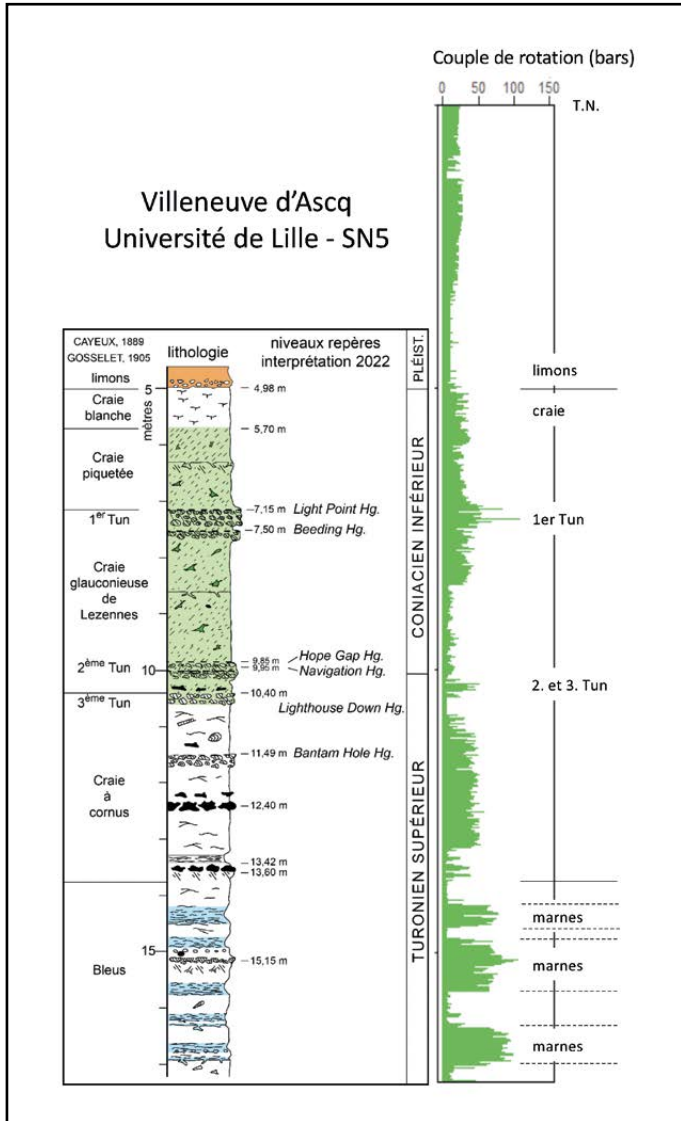 Couple de rotation (bars)
0 50 100 150
T.N.
Villeneuve d'Ascq
Université de Lille - SN5
CAYEUX, 1889
GOSSELET, 1905
lithologie
niveaux repères
interprétation 2022
limons
5
4,98 m
Craie
blanche
mètres
5,70 m
Craie
piquetée
7,15 m Light Point Hg.
1er Tun
7,50 m Beeding Hg.
Craie
glauconieuse
de
Lezennes
9,85 m Hope Gap Hg.
2ème Tun
10
9,95 m Navigation Hg.
10,40 m
3ème Tun
Lighthouse Down Hg.
11,49 m Bantam Hole Hg.
Craie
à
cornus
12,40 m
13,42 m
13,60 m
Bleus
15
15,15 m
PLÉIST.
CONIACIEN INFÉRIEUR
TURONIEN SUPÉRIEUR
limons
craie
1er Tun
2. et 3. Tun
marnes
marnes
marnes